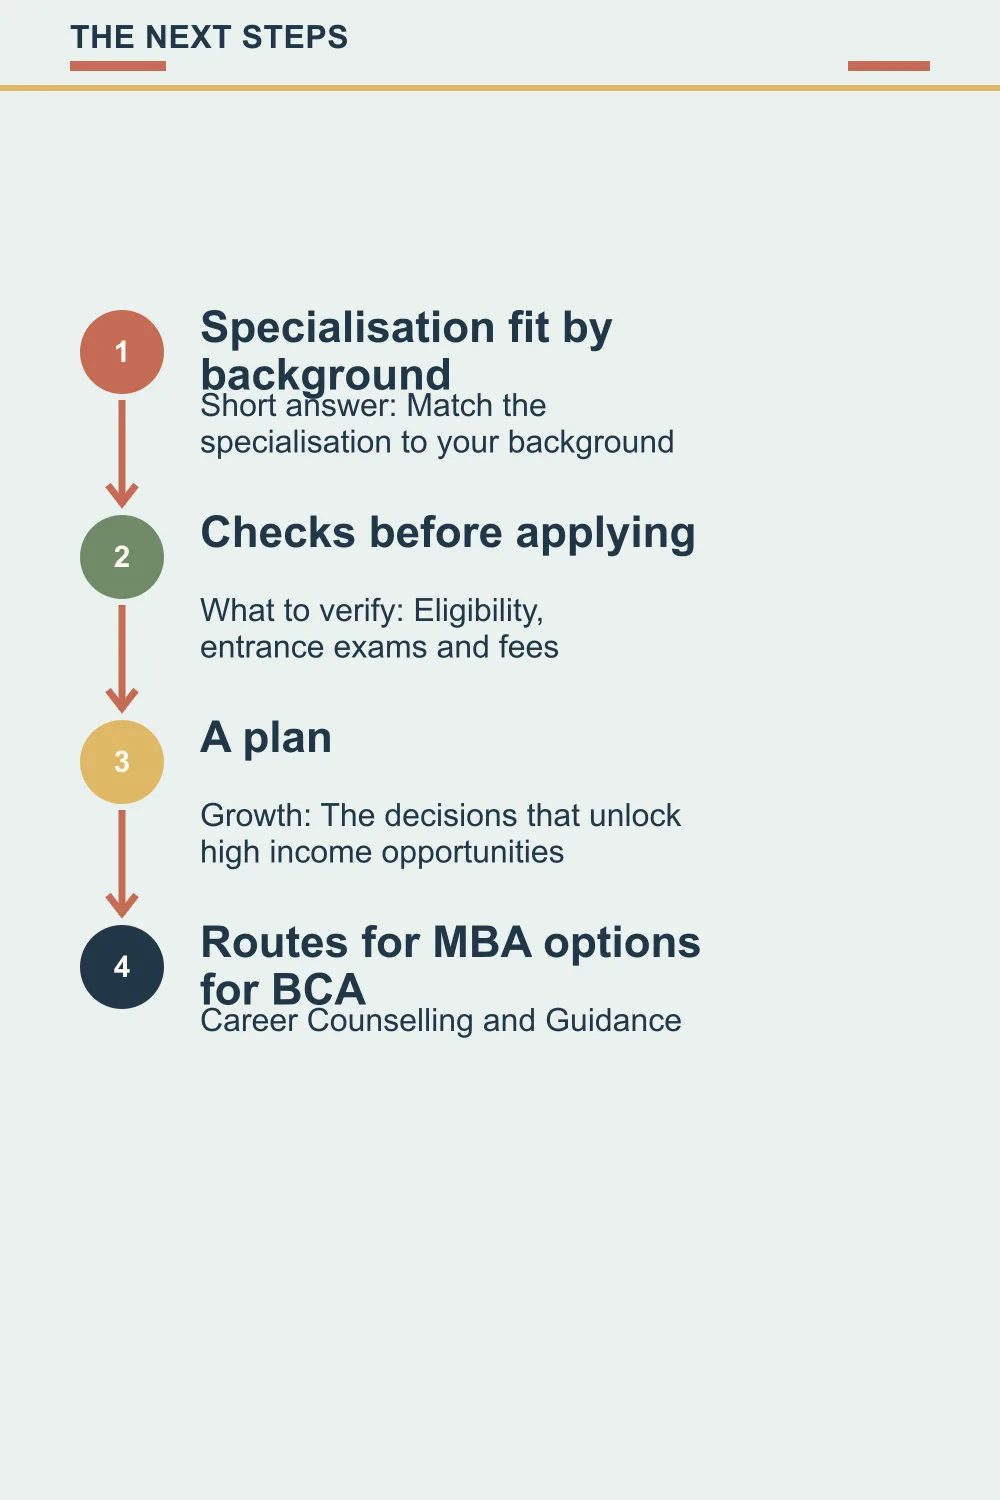 THE NEXT STEPS
1
Specialisation fit by
background
Short answer: Match the
specialisation to your background
2
Checks before applying
What to verify: Eligibility,
entrance exams and fees
3
A plan
Growth: The decisions that unlock
high income opportunities
4
Routes for MBA options
for BCA
Career Counselling and Guidance